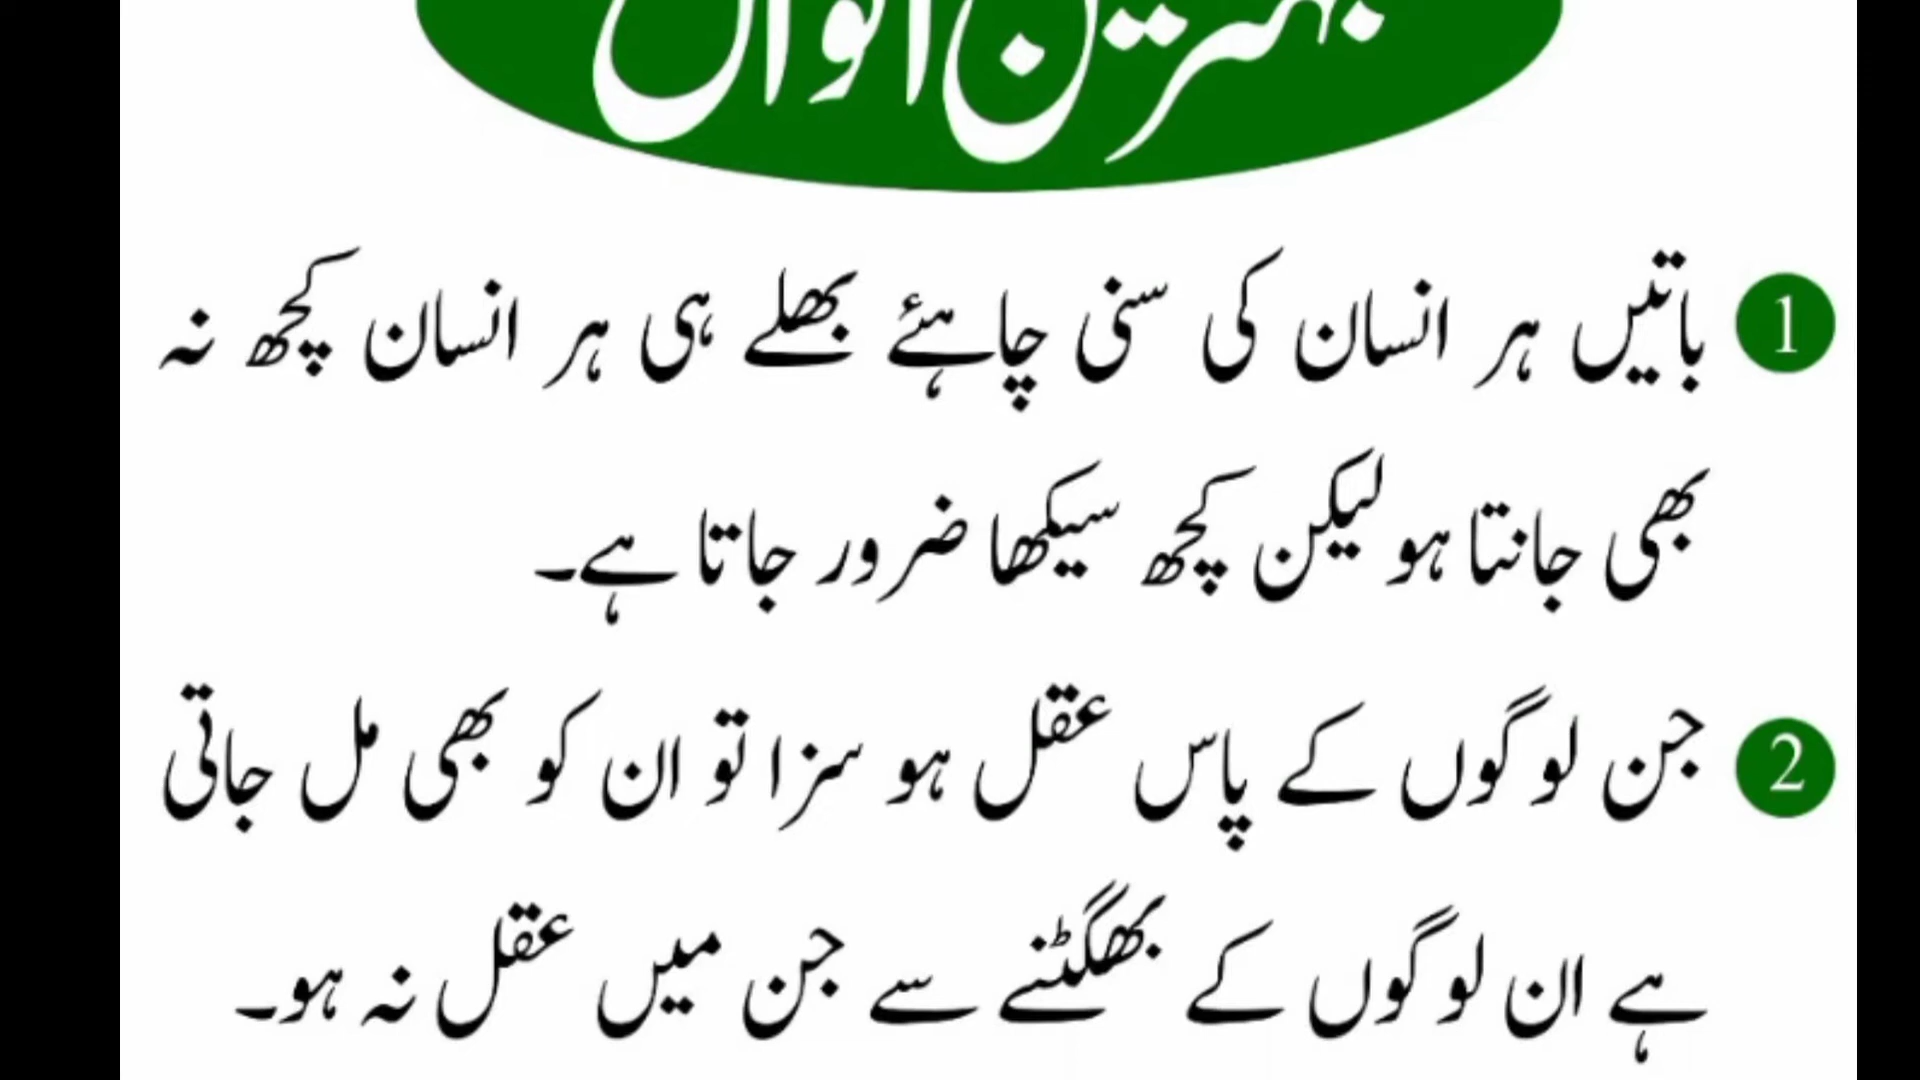 بہترین اقوال
1 باتیں ہر انسان کی سنی چاہئے بھلے ہی ہر انسان کچھ نہ
بھی جانتا ہو لیکن کچھ سیکھا ضرور جاتا ہے۔
2 جن لوگوں کے پاس عقل ہو سزا تو ان کو بھی مل جاتی
ہے ان لوگوں کے بھگٹنے سے جن میں عقل نہ ہو۔